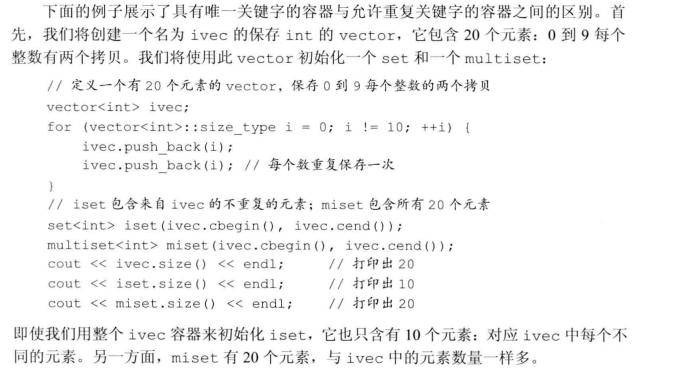 下面的例子展示了具有唯一关键字的容器与允许重复关键字的容器之间的区别。首
先，我们将创建一个名为 ivec 的保存 int 的 vector，它包含 20 个元素：0 到 9 每个
整数有两个拷贝。我们将使用此 vector 初始化一个 set 和一个 multiset：
// 定义一个有 20 个元素的 vector，保存 0 到 9 每个整数的两个拷贝
vector<int> ivec;
for (vector<int>::size_type i = 0; i != 10; ++i) {
    ivec.push_back(i);
    ivec.push_back(i); // 每个数重复保存一次
}
// iset 包含来自 ivec 的不重复的元素；miset 包含所有 20 个元素
set<int> iset(ivec.cbegin(), ivec.cend());
multiset<int> miset(ivec.cbegin(), ivec.cend());
cout << ivec.size() << endl;    // 打印出 20
cout << iset.size() << endl;    // 打印出 10
cout << miset.size() << endl;   // 打印出 20
即使我们用整个 ivec 容器来初始化 iset，它也只含有 10 个元素：对应 ivec 中每个不
同的元素。另一方面，miset 有 20 个元素，与 ivec 中的元素数量一样多。